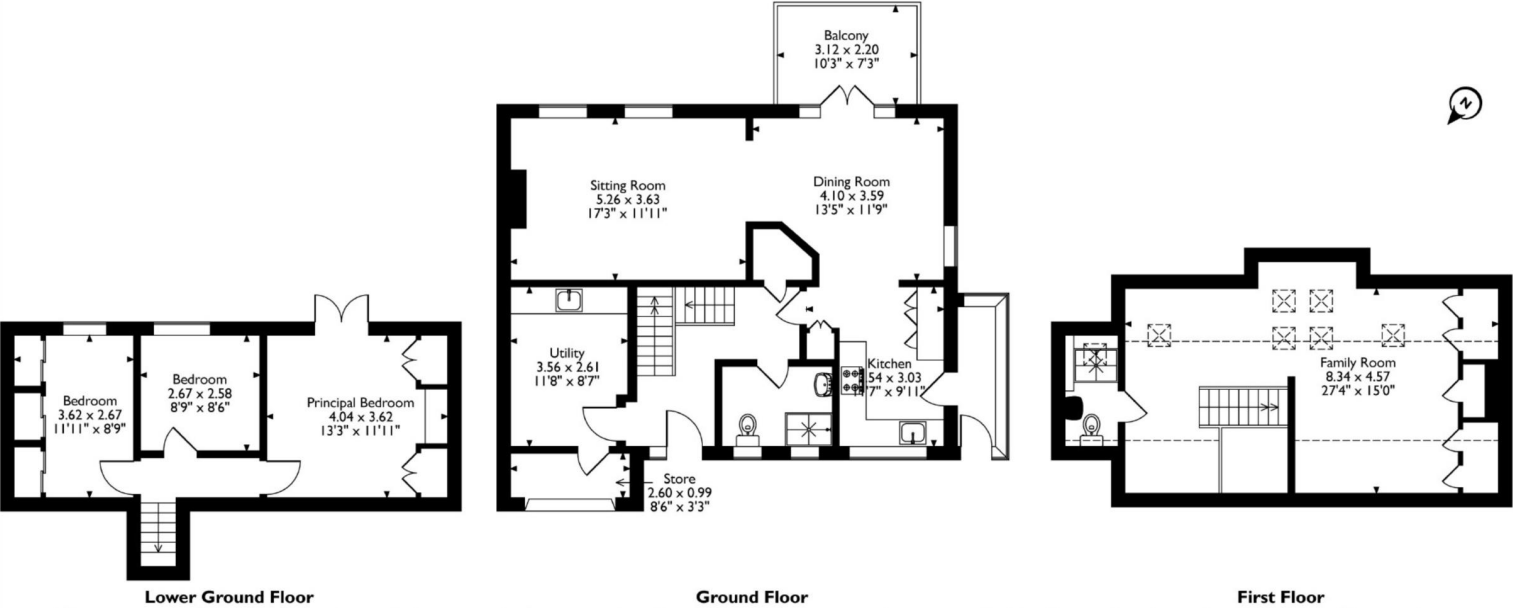 Balcony
3.12 x 2.20
10'3" x 7'3"
N
Sitting Room
5.26 x 3.63
17'3" x 11'11"
Dining Room
4.10 x 3.59
13'5" x 11'9"
Utility
3.56 x 2.61
11'8" x 8'7"
Kitchen
.54 x 3.03
'7" x 9'11"
Store
2.60 x 0.99
8'6" x 3'3"
Bedroom
3.62 x 2.67
11'11" x 8'9"
Bedroom
2.67 x 2.58
8'9" x 8'6"
Principal Bedroom
4.04 x 3.62
13'3" x 11'11"
Family Room
8.34 x 4.57
27'4" x 15'0"
Lower Ground Floor
Ground Floor
First Floor